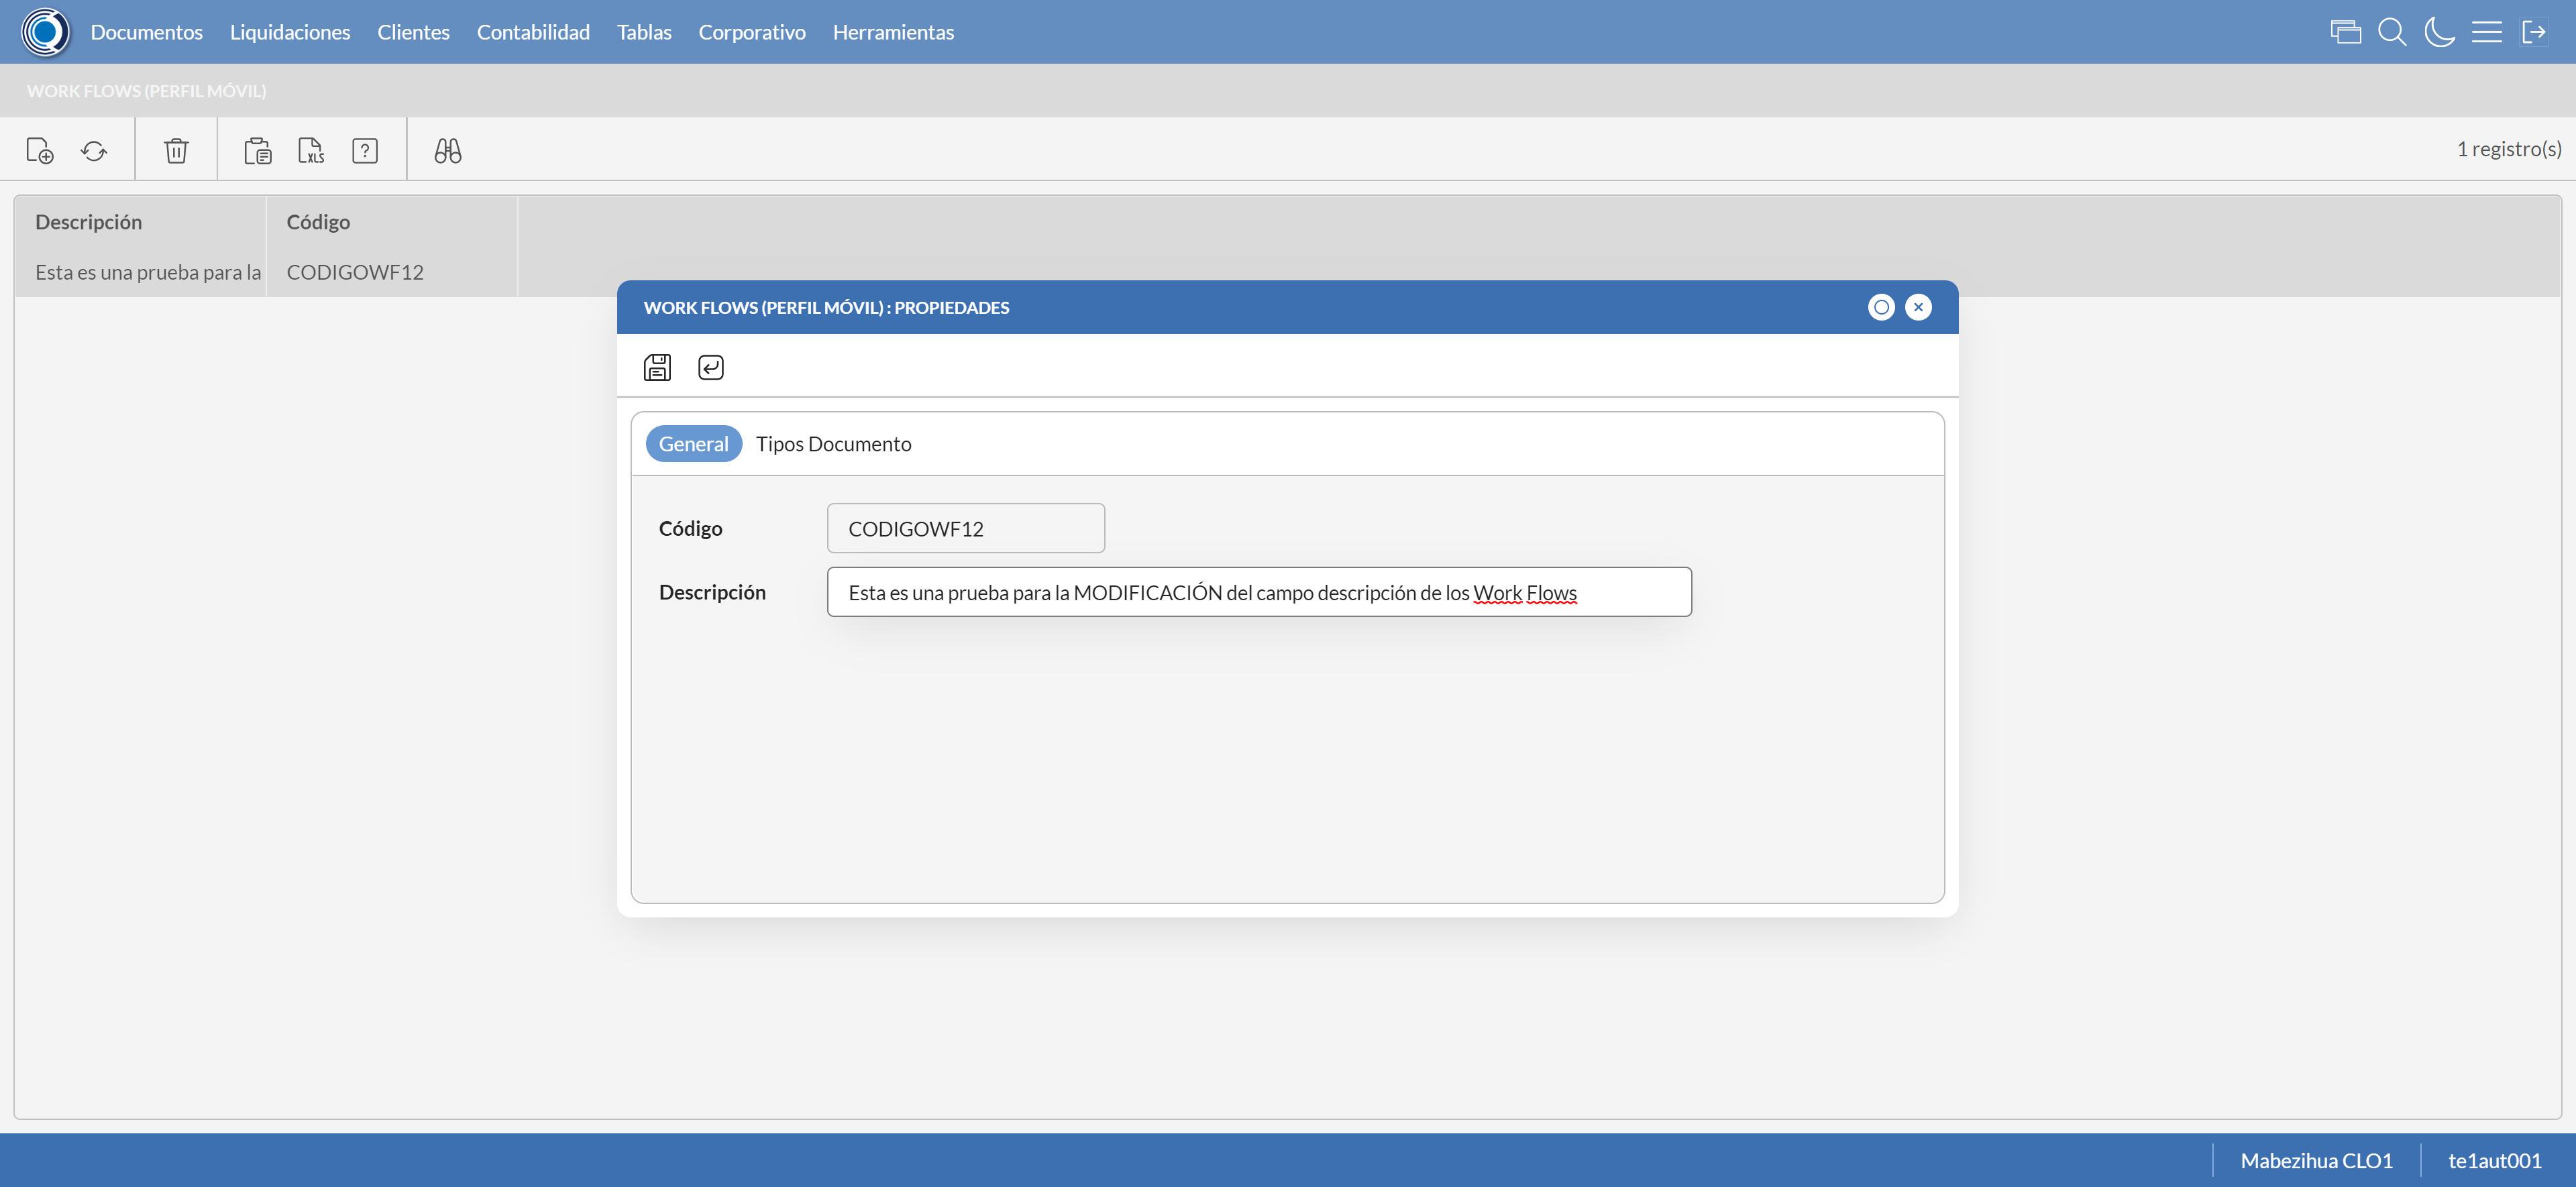 Documentos Liquidaciones Clientes Contabilidad Tablas Corporativo Herramientas
WORK FLOWS (PERFIL MÓVIL)
XLS ? 1 registro(s)
Descripción Código
Esta es una prueba para la CODIGOWF12
WORK FLOWS (PERFIL MÓVIL) : PROPIEDADES
General Tipos Documento
Código CODIGOWF12
Descripción Esta es una prueba para la MODIFICACIÓN del campo descripción de los Work Flows
Mabezihua CLO1 te1aut001